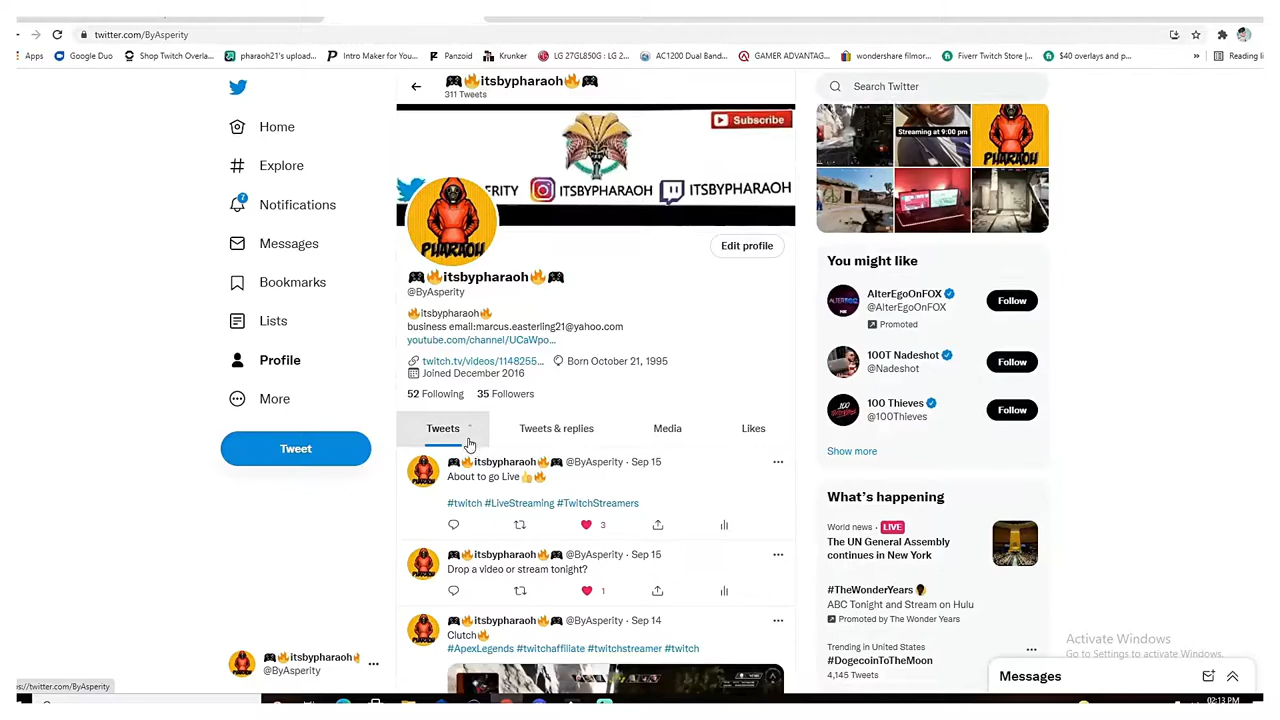 twitter.com/ByAsperity
Apps Google Duo Shop Twitch Overla... pharaoh21's upload... Intro Maker for You... Panzoid Krunker LG 27GL850G : LG 2... AC1200 Dual Band... GAMER ADVANTAG... wondershare filmor... Fiverr Twitch Store |... $40 overlays and p... » Reading li
🎮🔥itsbypharaoh🔥🎮
311 Tweets
Home
Explore
Notifications
Messages
Bookmarks
Lists
Profile
More
Tweet
🎮🔥itsbypharaoh
@ByAsperity
Subscribe
ERITY ITSBYPHARAOH ITSBYPHARAOH
PHARAOH
Edit profile
🎮🔥itsbypharaoh🔥🎮
@ByAsperity
🔥itsbypharaoh🔥
business email:marcus.easterling21@yahoo.com
youtube.com/channel/UCaWpo...
twitch.tv/videos/1148255... Born October 21, 1995
Joined December 2016
52 Following 35 Followers
Tweets Tweets & replies Media Likes
🎮🔥itsbypharaoh🔥🎮 @ByAsperity · Sep 15 ...
About to go Live👍🔥
#twitch #LiveStreaming #TwitchStreamers
3
🎮🔥itsbypharaoh🔥🎮 @ByAsperity · Sep 15 ...
Drop a video or stream tonight?
1
🎮🔥itsbypharaoh🔥🎮 @ByAsperity · Sep 14 ...
Clutch🔥
#ApexLegends #twitchaffiliate #twitchstreamer #twitch
Search Twitter
Streaming at 9:00 pm
PHARAOH
You might like
AlterEgoOnFOX
@AlterEgoOnFOX
Promoted
Follow
100T Nadeshot
@Nadeshot
Follow
100 Thieves
@100Thieves
Follow
Show more
What's happening
World news · LIVE
The UN General Assembly
continues in New York
#TheWonderYears
ABC Tonight and Stream on Hulu
Promoted by The Wonder Years
Trending in United States ...
#DogecoinToTheMoon
4,145 Tweets
Activate Windows
Go to Settings to activate Windows.
Messages
ps://twitter.com/ByAsperity
02:13 PM